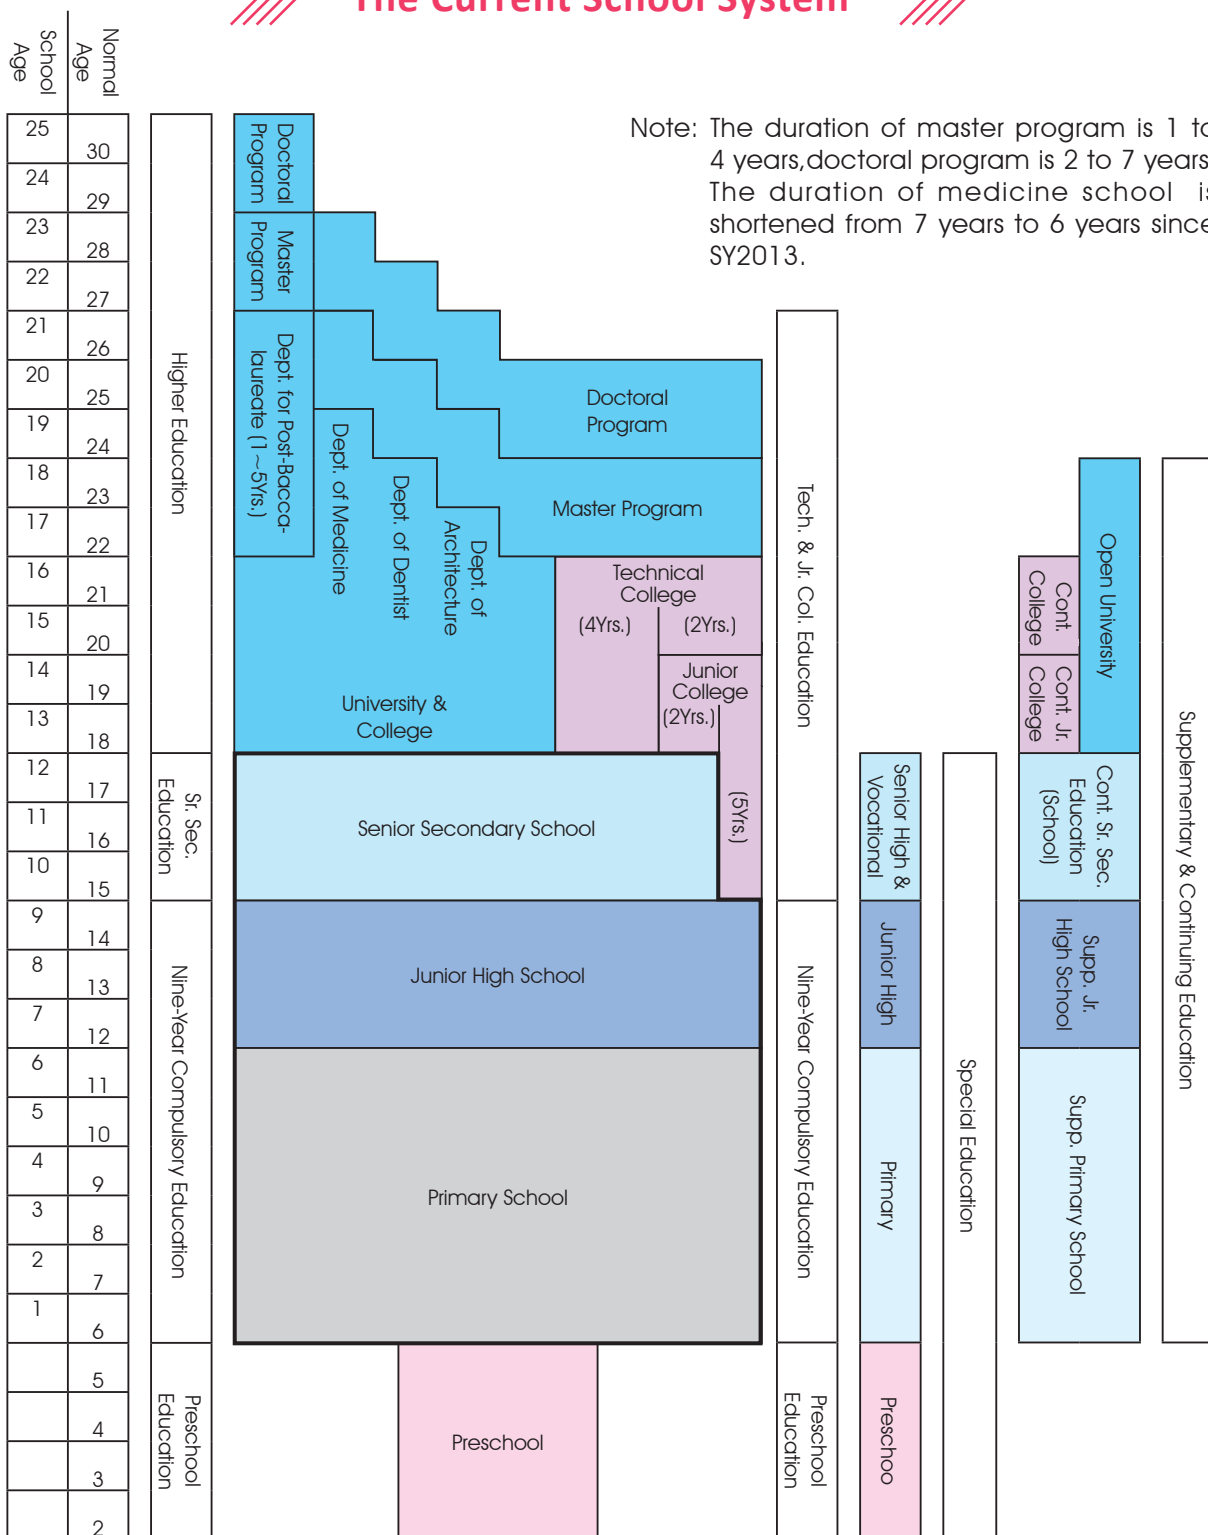 The Current School System
School
Age
Normal
Age
25
30
24
29
23
28
22
27
21
26
20
25
19
24
18
23
17
22
16
21
15
20
14
19
13
18
12
17
11
16
10
15
9
14
8
13
7
12
6
11
5
10
4
9
3
8
2
7
1
6
5
4
3
2
Higher Education
Sr. Sec.
Education
Nine-Year Compulsory Education
Preschool
Education
Note: The duration of master program is 1 to
4 years,doctoral program is 2 to 7 years
The duration of medicine school is
shortened from 7 years to 6 years since
SY2013.
Doctoral
Program
Master
Program
Dept. for Post-Bacca-
laureate (1~5Yrs.)
Dept. of Medicine
Dept. of Dentist
Dept. of
Architecture
Doctoral
Program
Master Program
University &
College
Technical
College
(4Yrs.)
(2Yrs.)
Junior
College
(2Yrs.)
(5Yrs.)
Senior Secondary School
Junior High School
Primary School
Preschool
Tech. & Jr. Col. Education
Nine-Year Compulsory Education
Preschool
Education
Senior High &
Vocational
Junior High
Primary
Preschoo
Special Education
Cont.
College
Cont. Jr.
College
Open University
Cont. Sr. Sec.
Education
(School)
Supp. Jr.
High School
Supp. Primary School
Supplementary & Continuing Education